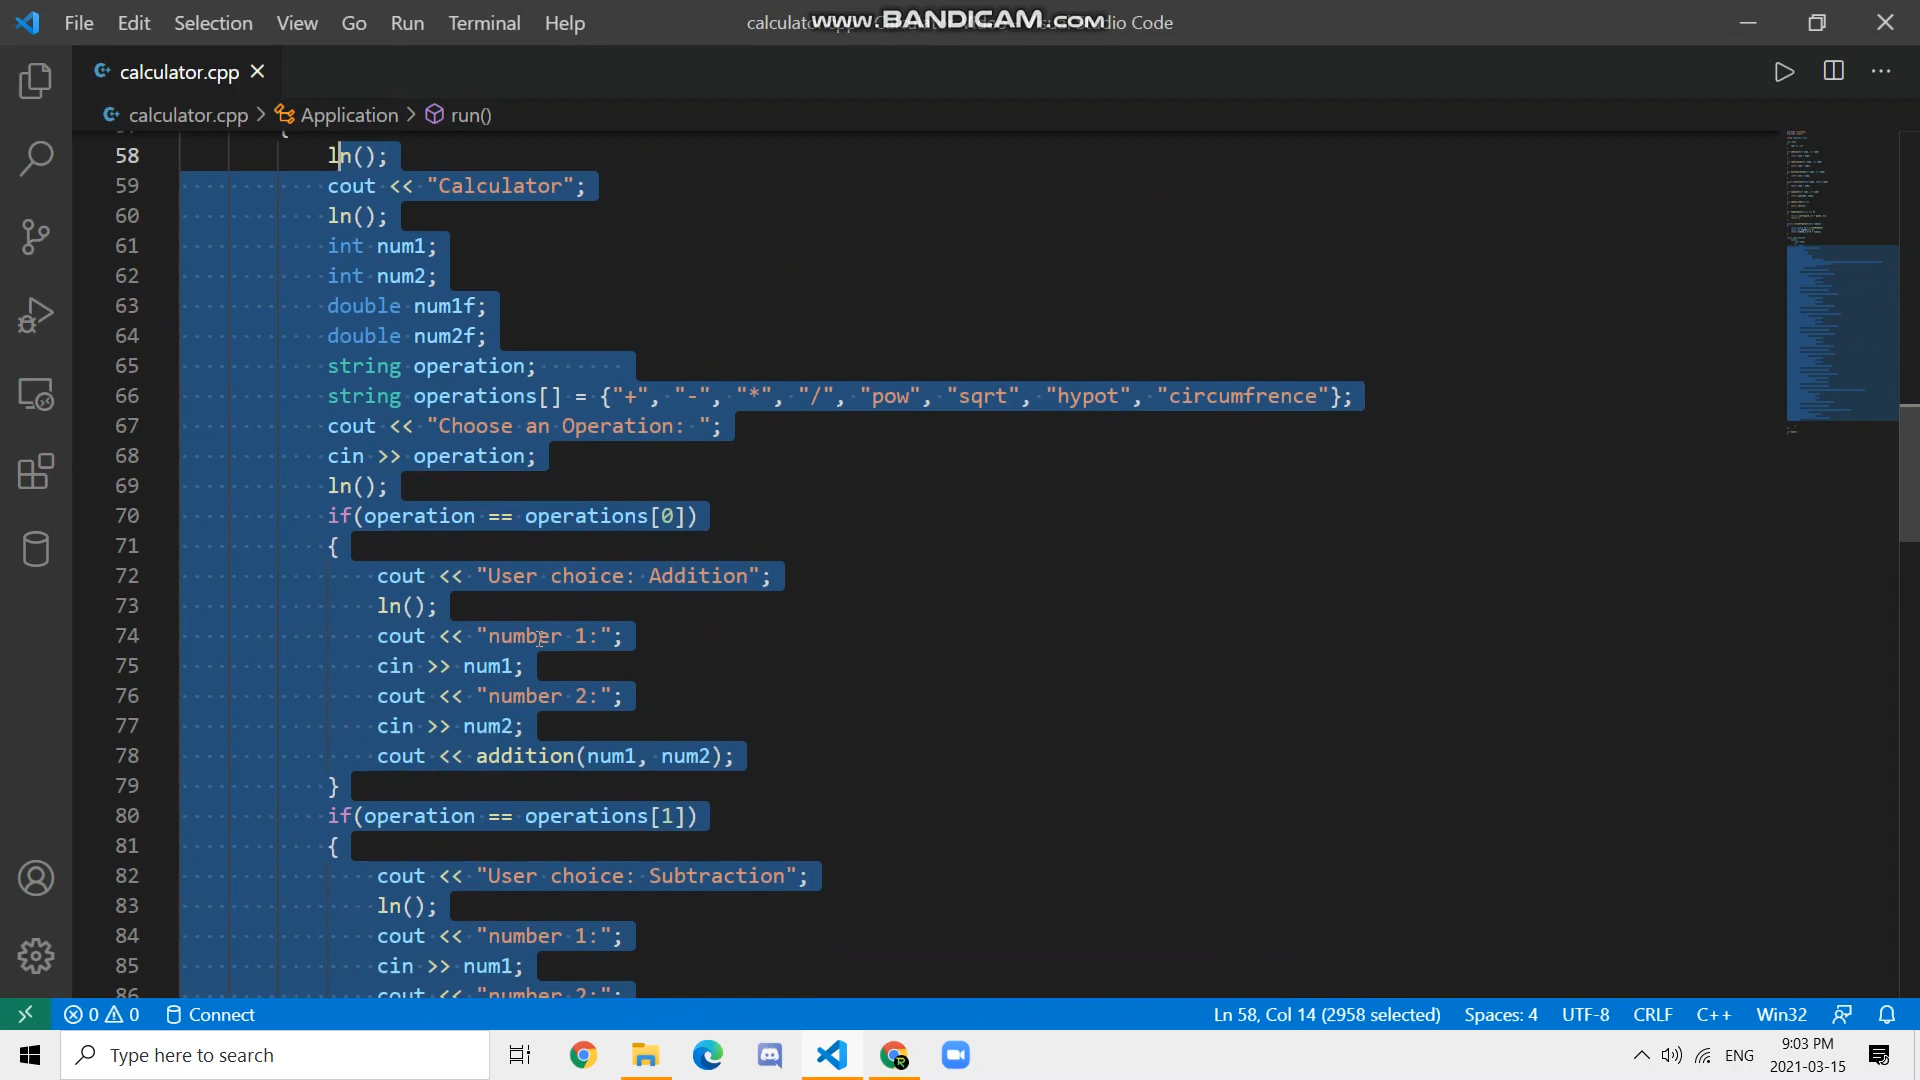 File Edit Selection View Go Run Terminal Help
www.BANDICAM.com
calculator.cpp Studio Code
calculator.cpp
calculator.cpp > Application > run()
58 ln();
59 cout << "Calculator";
60 ln();
61 int num1;
62 int num2;
63 double num1f;
64 double num2f;
65 string operation;
66 string operations[] = {"+", "-", "*", "/", "pow", "sqrt", "hypot", "circumfrence"};
67 cout << "Choose an Operation: ";
68 cin >> operation;
69 ln();
70 if(operation == operations[0])
71 {
72 cout << "User choice: Addition";
73 ln();
74 cout << "number 1:";
75 cin >> num1;
76 cout << "number 2:";
77 cin >> num2;
78 cout << addition(num1, num2);
79 }
80 if(operation == operations[1])
81 {
82 cout << "User choice: Subtraction";
83 ln();
84 cout << "number 1:";
85 cin >> num1;
86 cout << "number 2:";
0 0 Connect Ln 58, Col 14 (2958 selected) Spaces: 4 UTF-8 CRLF C++ Win32
Type here to search
ENG
9:03 PM
2021-03-15